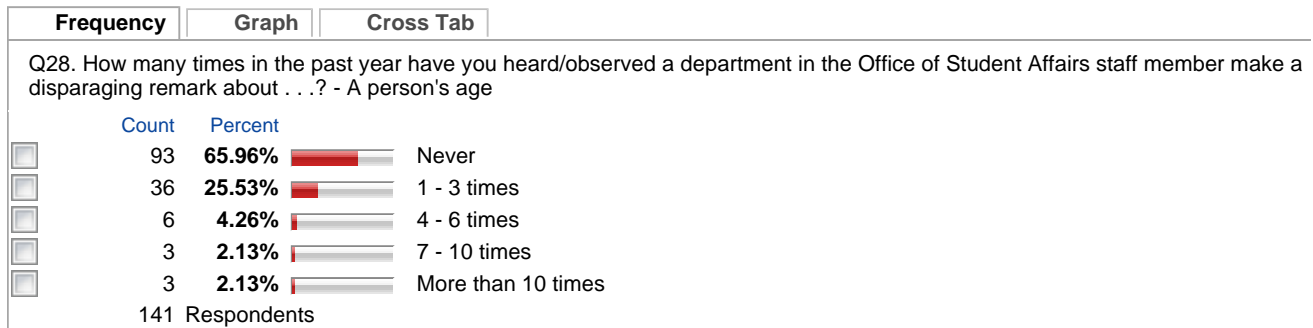 Frequency Graph Cross Tab
Q28. How many times in the past year have you heard/observed a department in the Office of Student Affairs staff member make a
disparaging remark about . . .? - A person's age
Count Percent
93 65.96% Never
36 25.53% 1 - 3 times
6 4.26% 4 - 6 times
3 2.13% 7 - 10 times
3 2.13% More than 10 times
141 Respondents